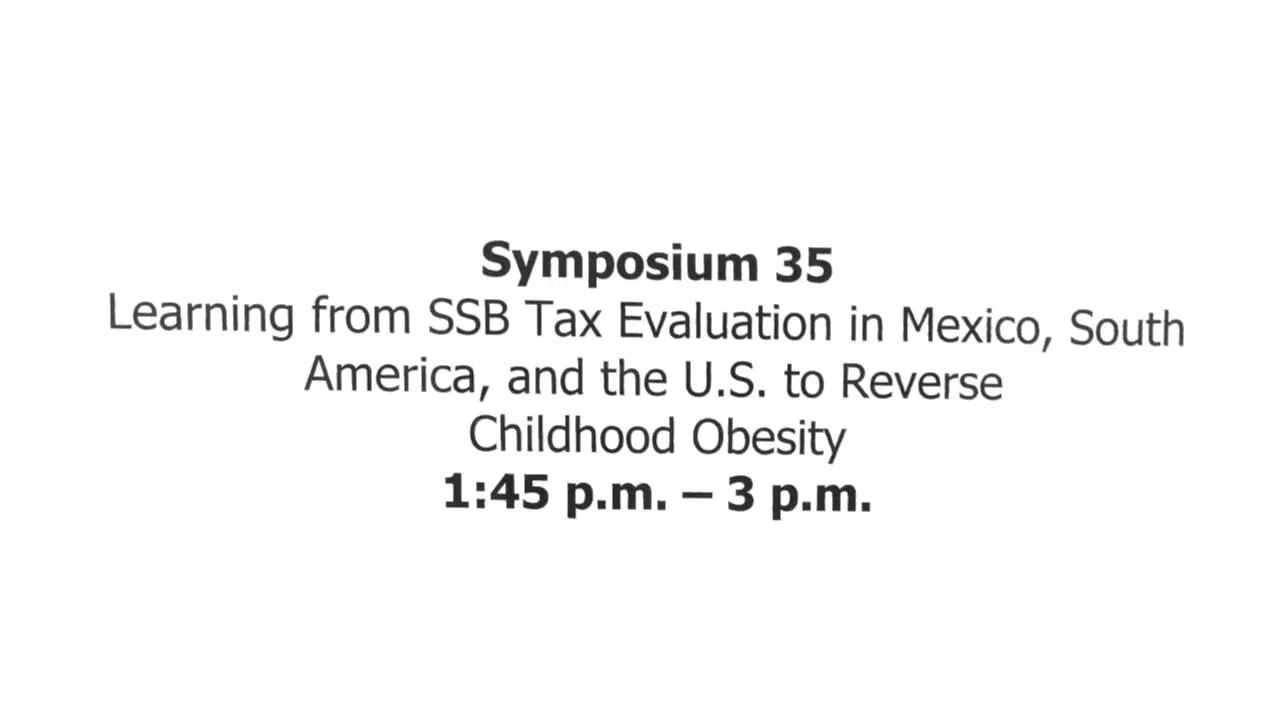 Symposium 35
Learning from SSB Tax Evaluation in Mexico, South
America, and the U.S. to Reverse
Childhood Obesity
1:45 p.m. – 3 p.m.